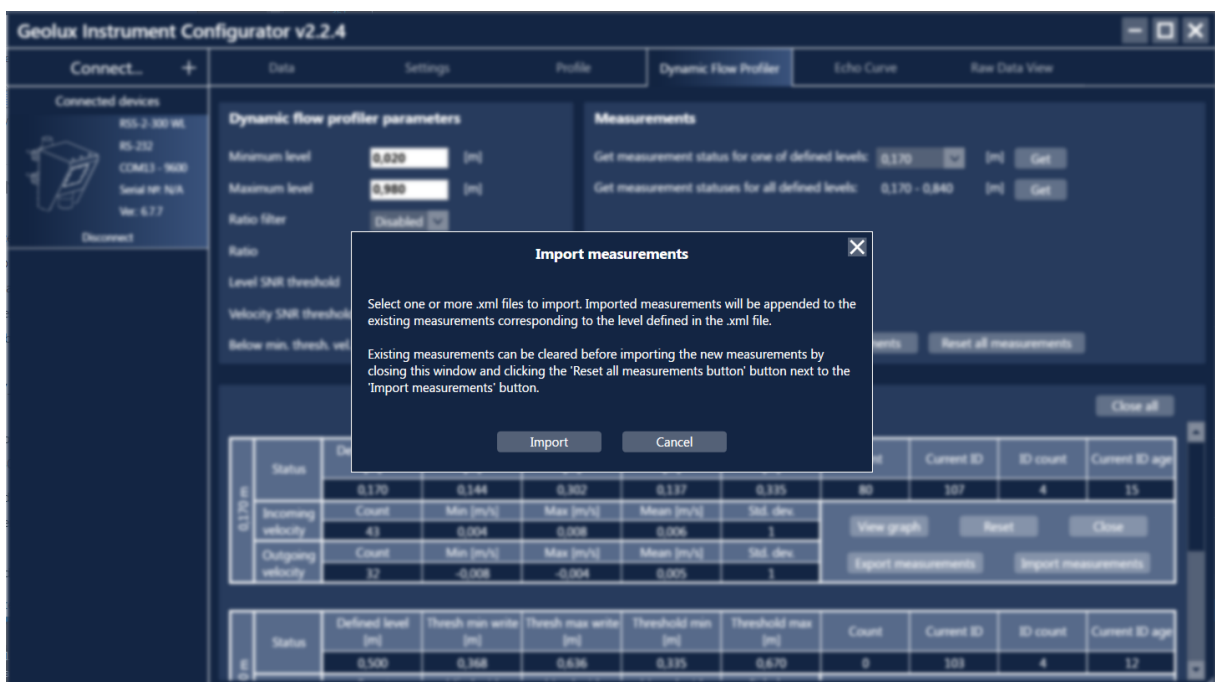 Geolux Instrument Configurator v2.2.4
Connect... +
Data Settings Profile Dynamic Flow Profiler Echo Curve Raw Data View
Connected devices
RSS-2-300 WL
RS-232
COM13 - 9600
Serial №: N/A
Ver: 6.7.7
Disconnect
Dynamic flow profiler parameters
Minimum level 0,020 [m]
Maximum level 0,980 [m]
Ratio filter Disabled
Ratio
Level SNR threshold
Velocity SNR threshold
Below min. thresh. vel.
Measurements
Get measurement status for one of defined levels: 0,170 [m] Get
Get measurement statuses for all defined levels: 0,170 - 0,840 [m] Get
Reset all measurements
Import measurements
Select one or more .xml files to import. Imported measurements will be appended to the
existing measurements corresponding to the level defined in the .xml file.
Existing measurements can be cleared before importing the new measurements by
closing this window and clicking the 'Reset all measurements button' button next to the
'Import measurements' button.
Import Cancel
Close all
0,170 m
Status Current ID ID count Current ID age
0,170 0,144 0,302 0,137 0,335 80 107 4 15
Incoming velocity Count Min [m/s] Max [m/s] Mean [m/s] Std. dev.
43 0,004 0,008 0,006 1
View graph Reset Close
Outgoing velocity Count Min [m/s] Max [m/s] Mean [m/s] Std. dev.
32 -0,008 -0,004 0,005 1
Export measurements Import measurements
Status Defined level [m] Thresh min write [m] Thresh max write [m] Threshold min [m] Threshold max [m] Count Current ID ID count Current ID age
0,500 0,368 0,636 0,335 0,670 0 103 4 12